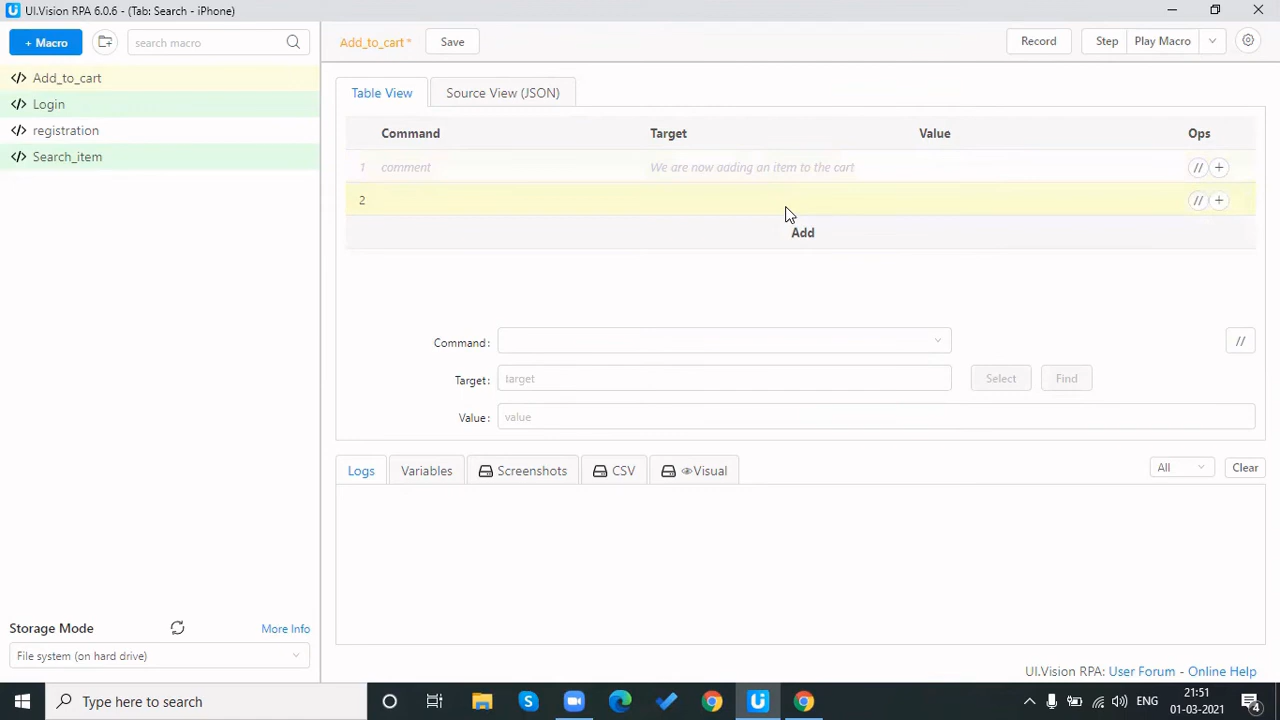 UI.Vision RPA 6.0.6 - (Tab: Search - iPhone)
+ Macro
search macro
Add_to_cart*
Save
Record
Step
Play Macro
Add_to_cart
Login
registration
Search_item
Table View
Source View (JSON)
Command
Target
Value
Ops
1
comment
We are now adding an item to the cart
//
+
2
//
+
Add
Command:
//
Target:
target
Select
Find
Value:
value
Logs
Variables
Screenshots
CSV
Visual
All
Clear
Storage Mode
More Info
File system (on hard drive)
UI.Vision RPA: User Forum - Online Help
Type here to search
ENG
21:51
01-03-2021
4